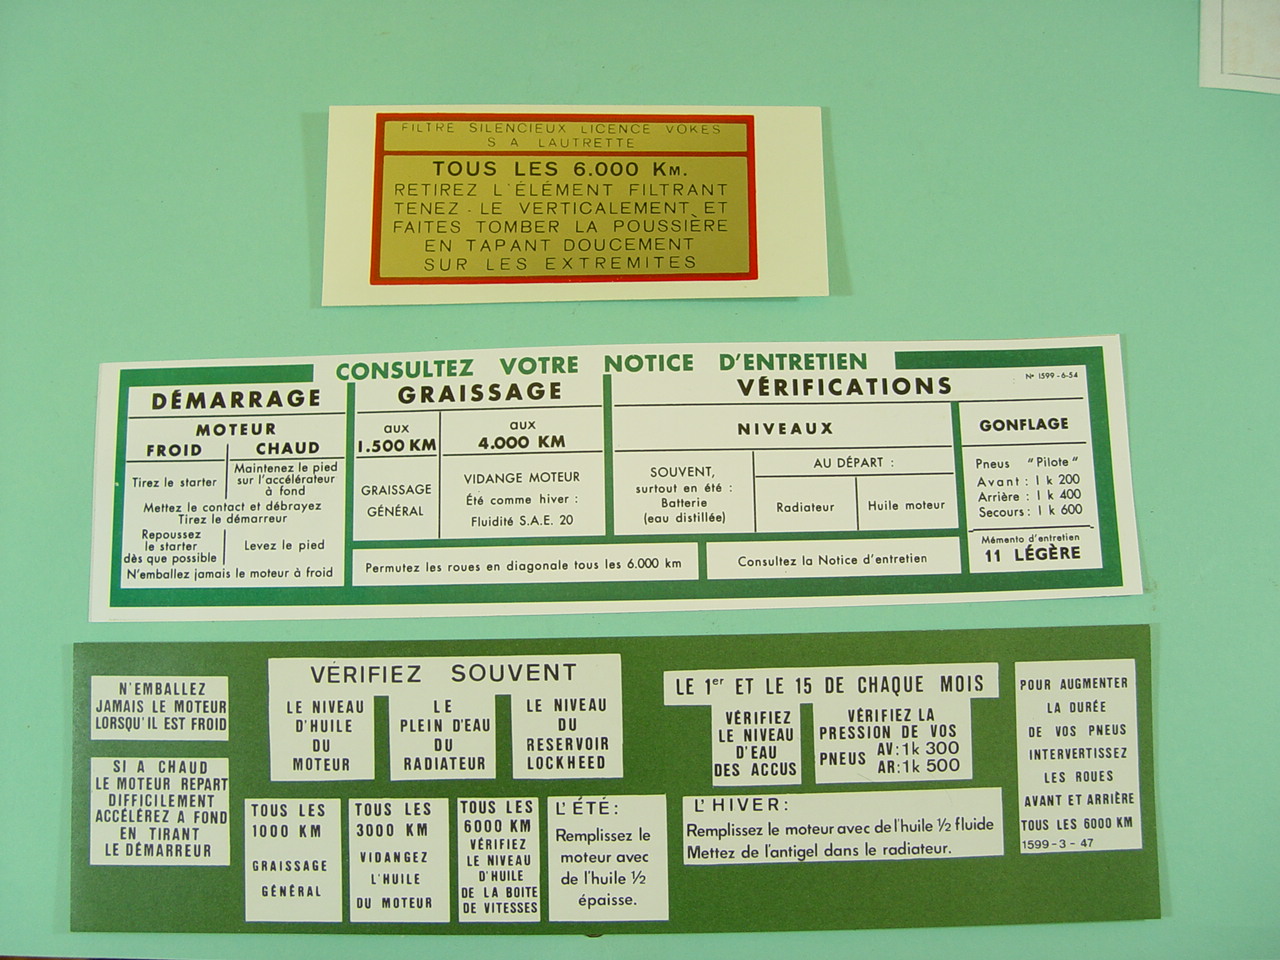 FILTRE SILENCIEUX LICENCE VOKES
S A LAUTRETTE
TOUS LES 6.000 KM.
RETIREZ L'ÉLÉMENT FILTRANT
TENEZ-LE VERTICALEMENT ET
FAITES TOMBER LA POUSSIÈRE
EN TAPANT DOUCEMENT
SUR LES EXTREMITES
CONSULTEZ VOTRE NOTICE D'ENTRETIEN
N° 1599-6-54
DÉMARRAGE
MOTEUR
FROID
CHAUD
Tirez le starter
Maintenez le pied
sur l'accélérateur
à fond
Mettez le contact et débrayez
Tirez le démarreur
Repoussez
le starter
dès que possible
Levez le pied
N'emballez jamais le moteur à froid
GRAISSAGE
aux
1.500 KM
GRAISSAGE
GÉNÉRAL
aux
4.000 KM
VIDANGE MOTEUR
Été comme hiver :
Fluidité S.A.E. 20
Permutez les roues en diagonale tous les 6.000 km
VÉRIFICATIONS
NIVEAUX
SOUVENT,
surtout en été :
Batterie
(eau distillée)
AU DÉPART :
Radiateur
Huile moteur
Consultez la Notice d'entretien
GONFLAGE
Pneus "Pilote"
Avant : 1 k 200
Arrière : 1 k 400
Secours : 1 k 600
Mémento d'entretien
11 LÉGÈRE
N'EMBALLEZ
JAMAIS LE MOTEUR
LORSQU'IL EST FROID
SI A CHAUD
LE MOTEUR REPART
DIFFICILEMENT
ACCÉLÉREZ A FOND
EN TIRANT
LE DÉMARREUR
VÉRIFIEZ SOUVENT
LE NIVEAU
D'HUILE
DU
MOTEUR
LE
PLEIN D'EAU
DU
RADIATEUR
LE NIVEAU
DU
RESERVOIR
LOCKHEED
TOUS LES
1000 KM
GRAISSAGE
GÉNÉRAL
TOUS LES
3000 KM
VIDANGEZ
L'HUILE
DU MOTEUR
TOUS LES
6000 KM
VÉRIFIEZ
LE NIVEAU
D'HUILE
DE LA BOITE
DE VITESSES
L'ÉTÉ:
Remplissez le
moteur avec
de l'huile ½
épaisse.
LE 1er ET LE 15 DE CHAQUE MOIS
VÉRIFIEZ
LE NIVEAU
D'EAU
DES ACCUS
VÉRIFIEZ LA
PRESSION DE VOS
PNEUS AV: 1k 300
AR: 1k 500
L'HIVER:
Remplissez le moteur avec de l'huile ½ fluide
Mettez de l'antigel dans le radiateur.
POUR AUGMENTER
LA DURÉE
DE VOS PNEUS
INTERVERTISSEZ
LES ROUES
AVANT ET ARRIÈRE
TOUS LES 6000 KM
1599-3-47